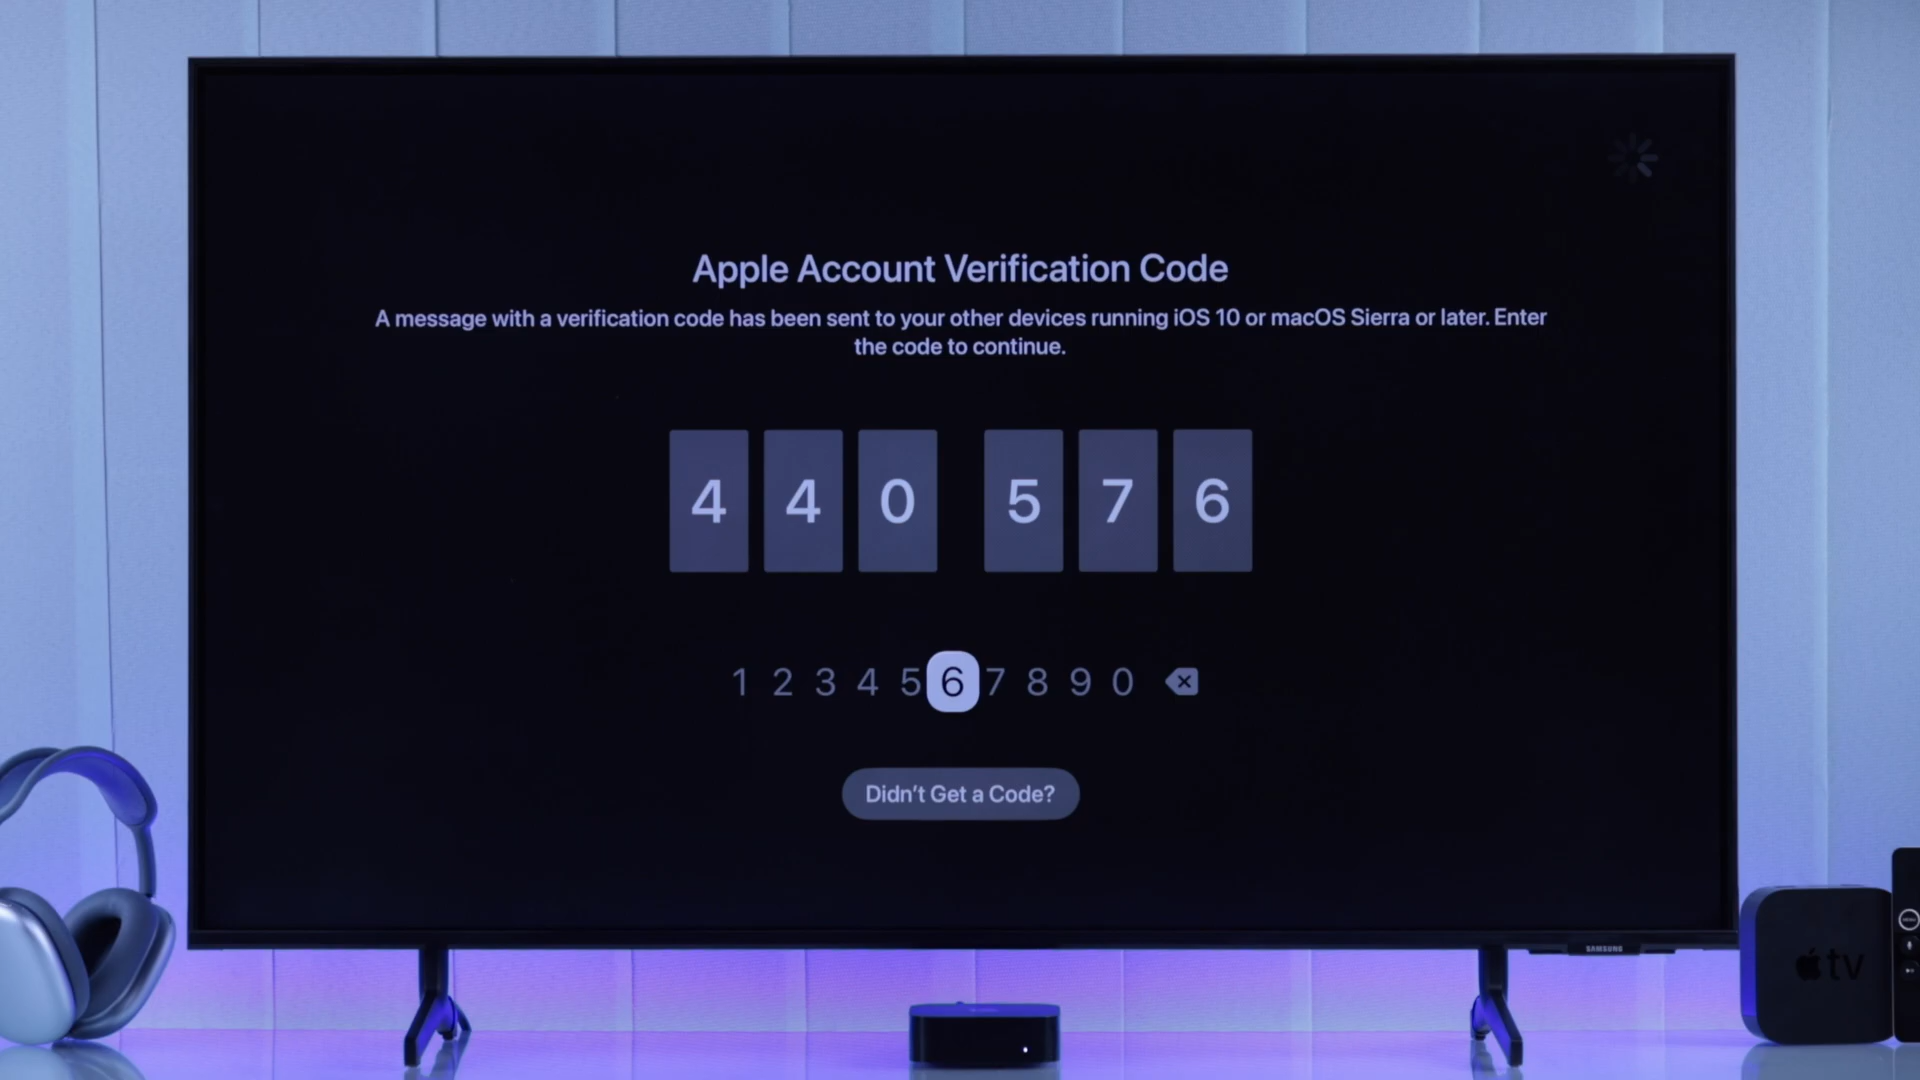 Apple Account Verification Code
A message with a verification code has been sent to your other devices running iOS 10 or macOS Sierra or later. Enter
the code to continue.
4 4 0 5 7 6
1 2 3 4 5 6 7 8 9 0
Didn't Get a Code?
SAMSUNG
tv
MENU